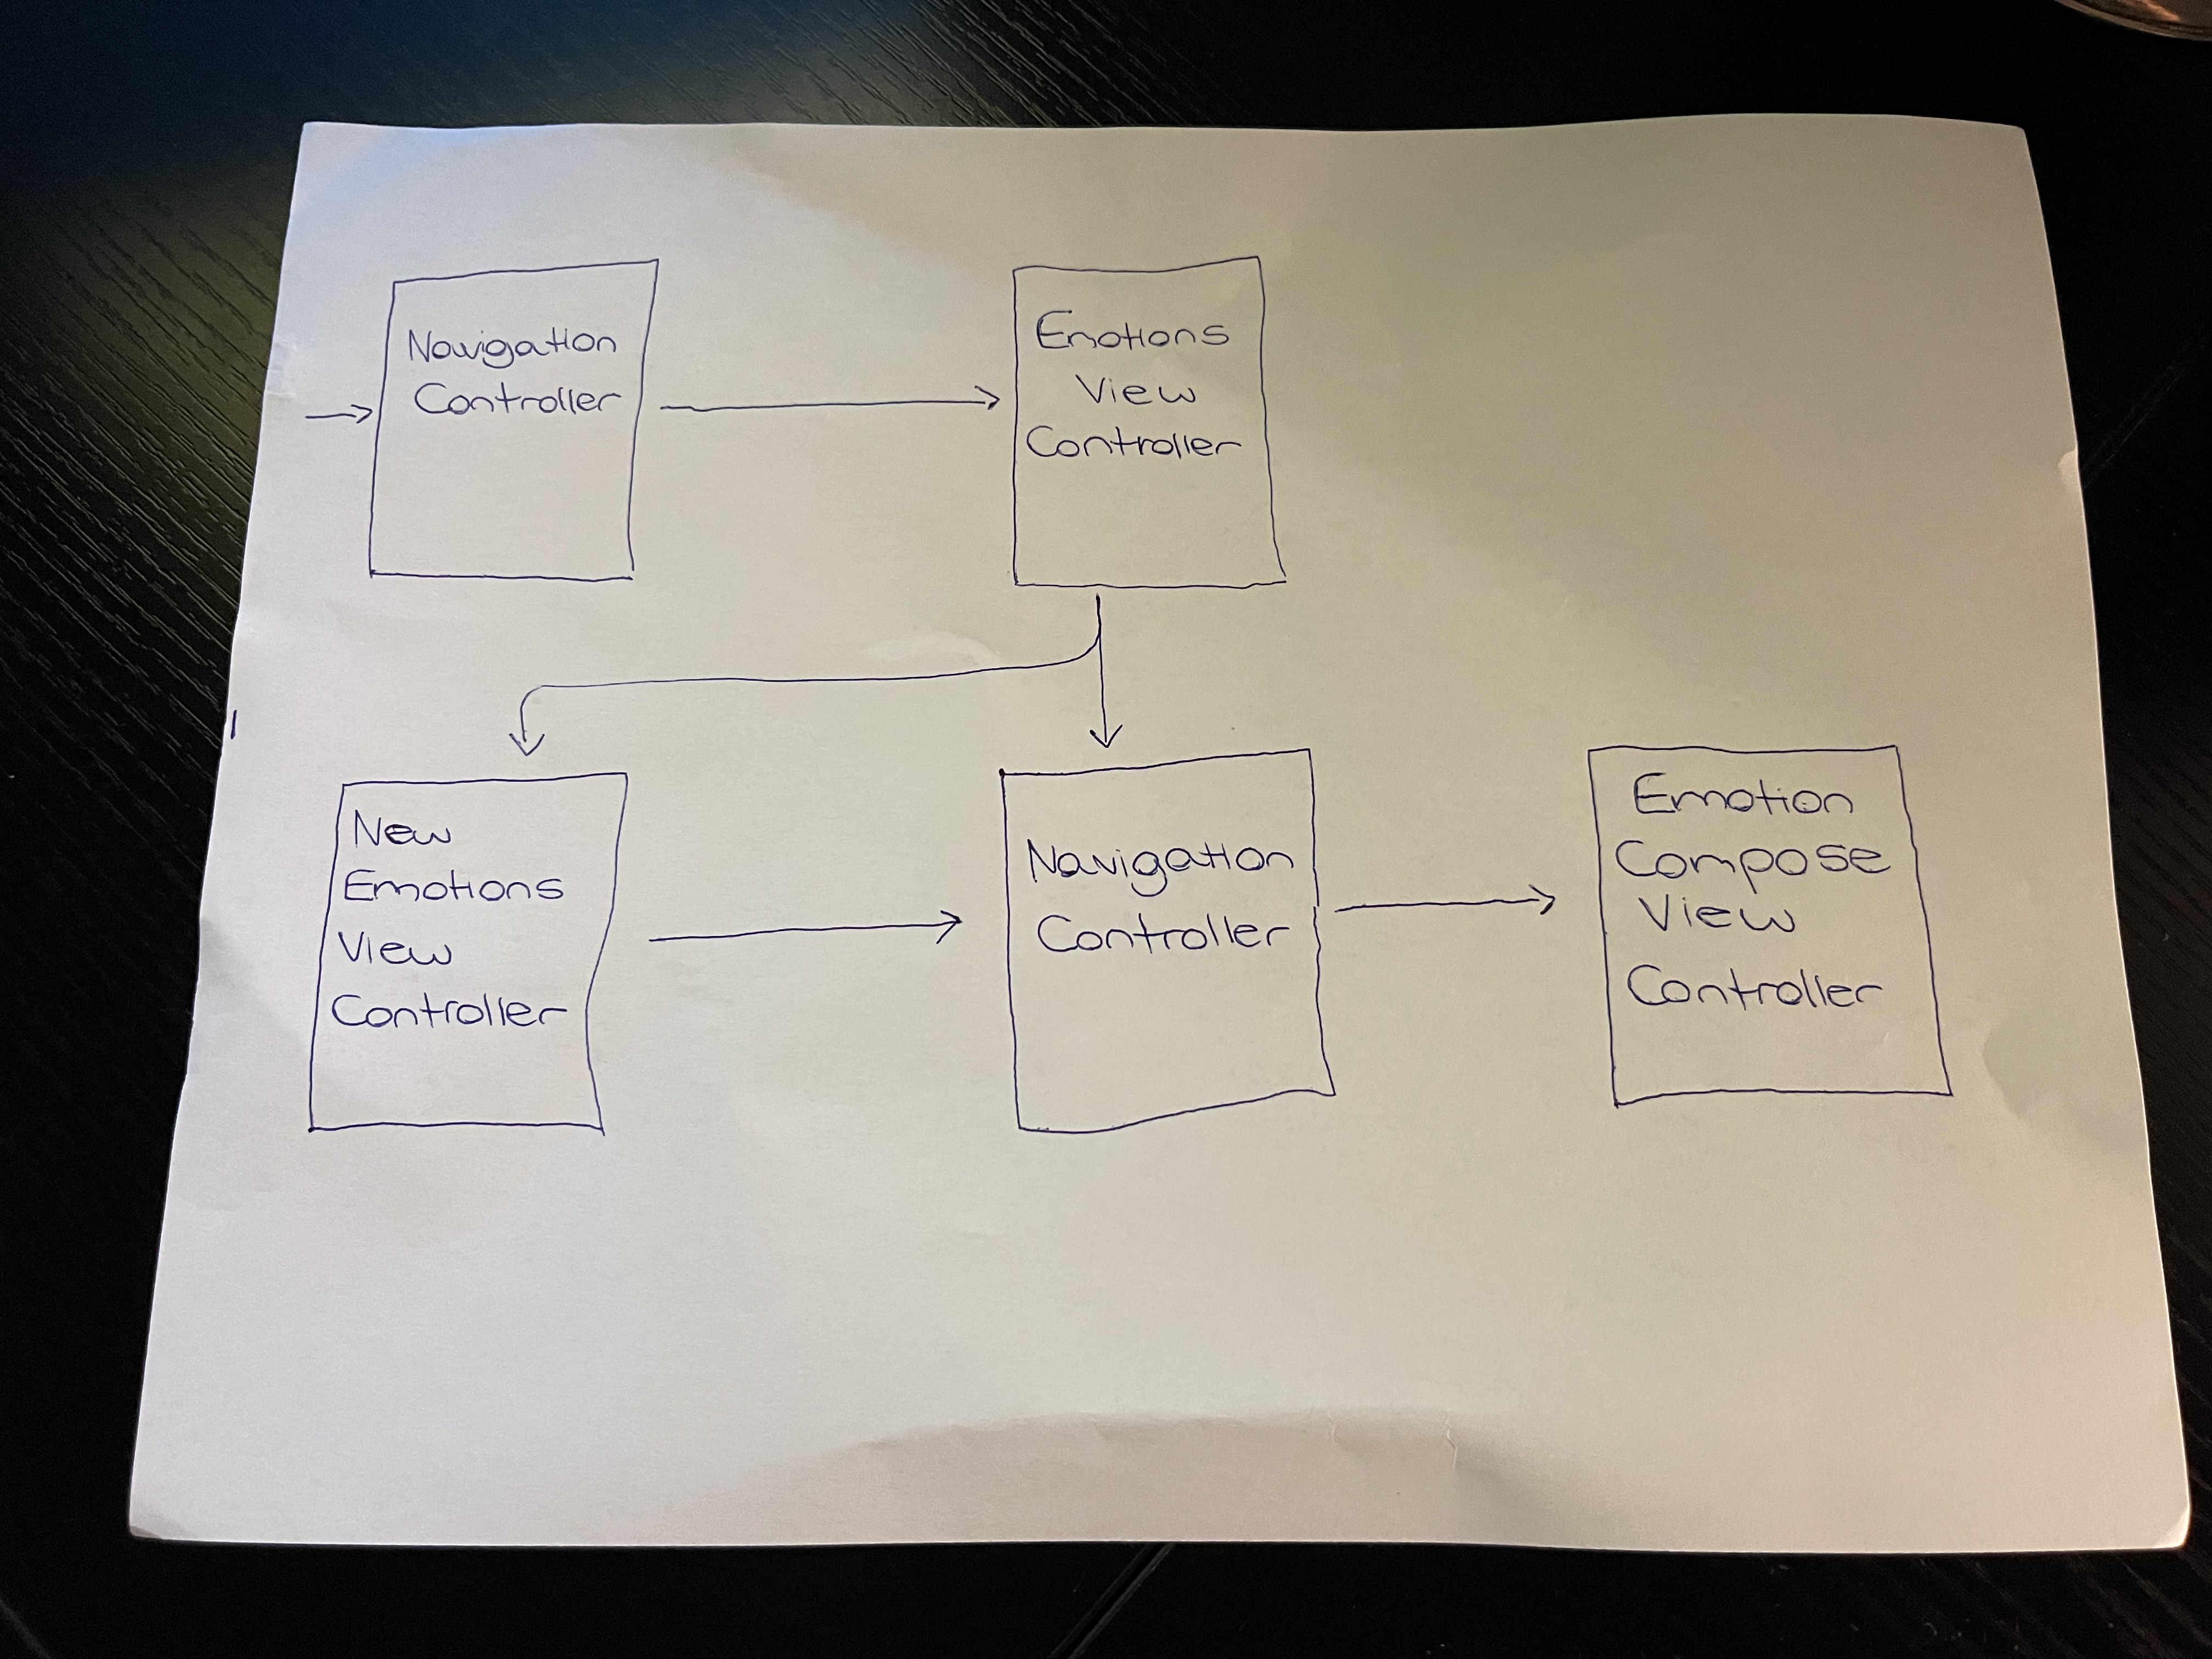 Navigation
Controller
Emotions
View
Controller
New
Emotions
View
Controller
Navigation
Controller
Emotion
Compose
View
Controller